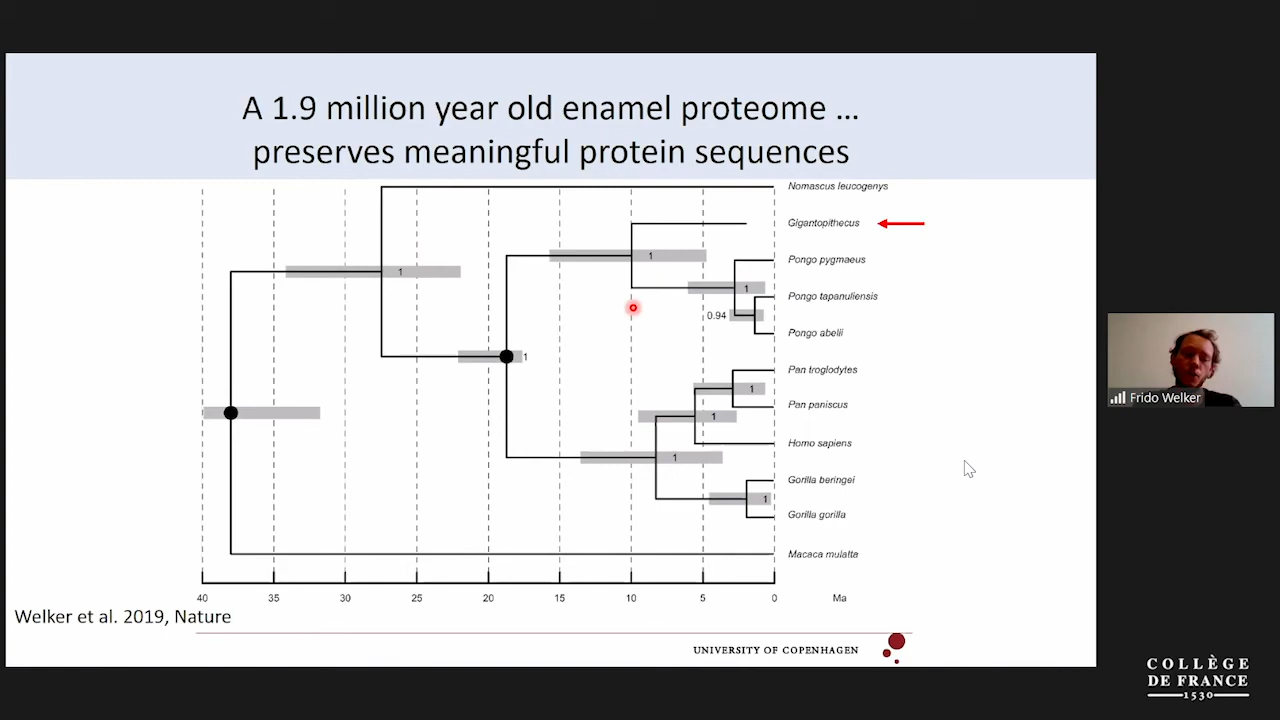 A 1.9 million year old enamel proteome ...
preserves meaningful protein sequences
Nomascus leucogenys
Gigantopithecus
Pongo pygmaeus
Pongo tapanuliensis
Pongo abelii
Pan troglodytes
Pan paniscus
Homo sapiens
Gorilla beringei
Gorilla gorilla
Macaca mulatta
1
1
1
0.94
1
1
1
1
1
40 35 30 25 20 15 10 5 0 Ma
Welker et al. 2019, Nature
UNIVERSITY OF COPENHAGEN
Frido Welker
COLLÈGE
DE FRANCE
1530